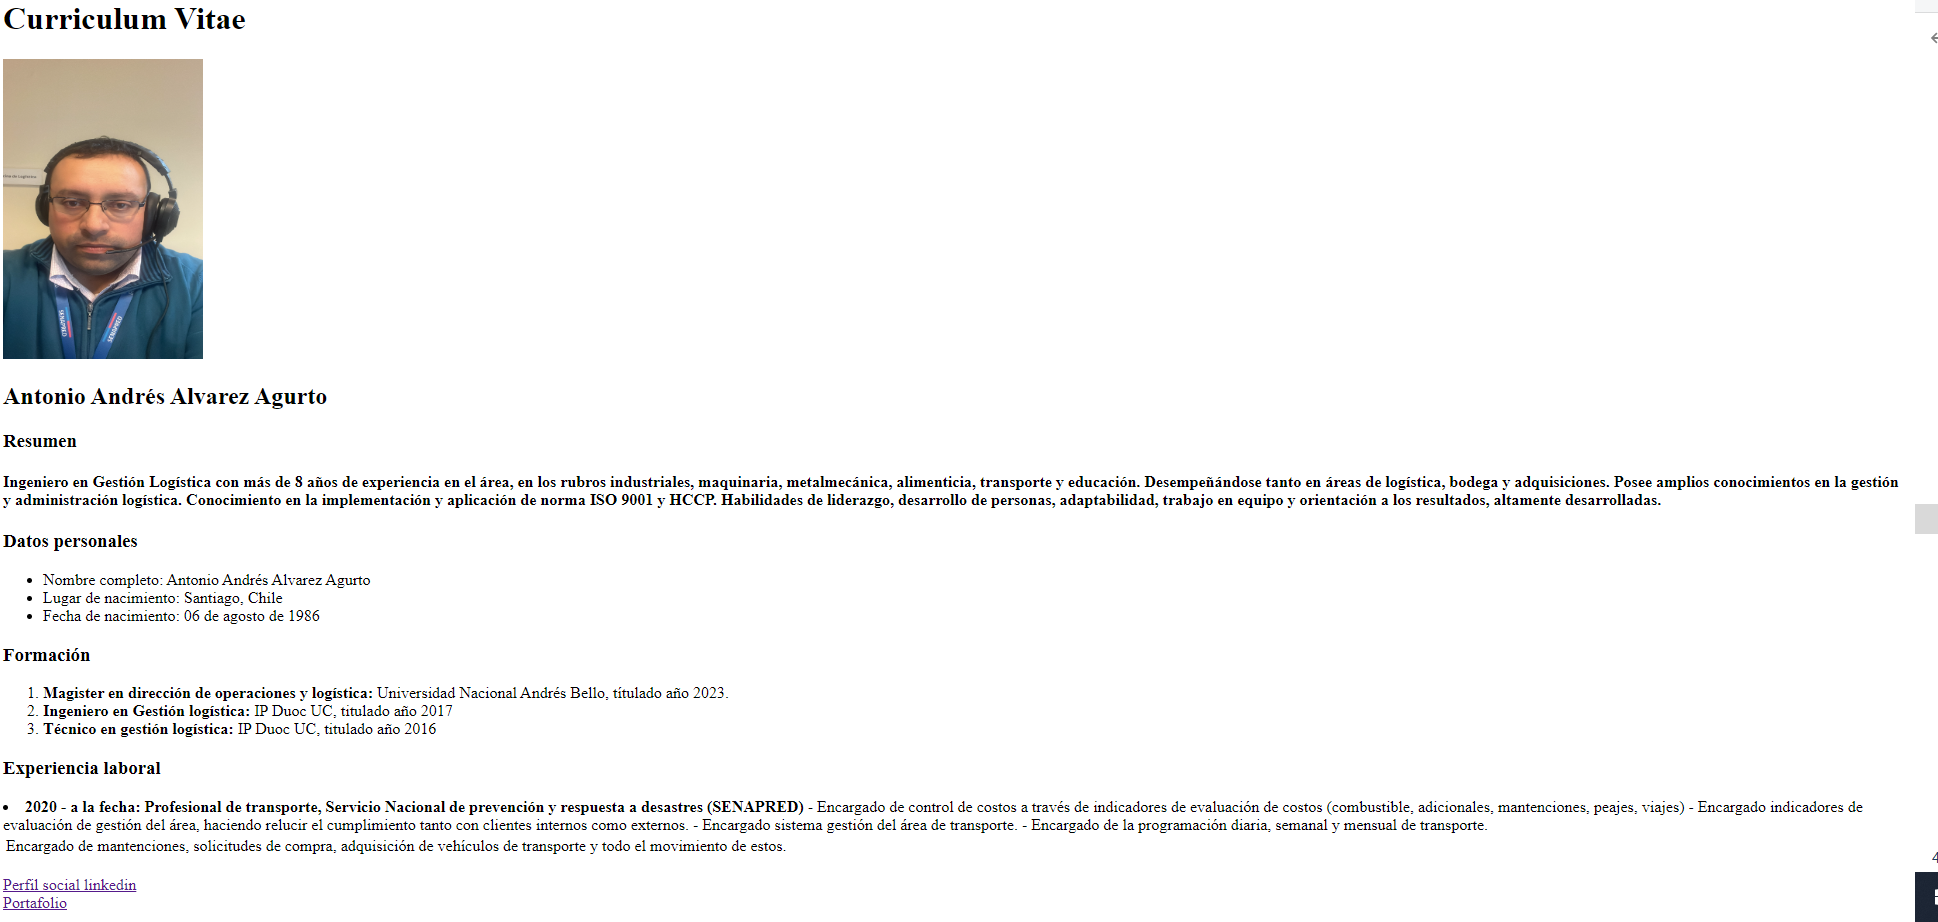 Curriculum Vitae
SENAPRED
SENAPRED
Antonio Andrés Alvarez Agurto
Resumen
Ingeniero en Gestión Logística con más de 8 años de experiencia en el área, en los rubros industriales, maquinaria, metalmecánica, alimenticia, transporte y educación. Desempeñándose tanto en áreas de logística, bodega y adquisiciones. Posee amplios conocimientos en la gestión
y administración logística. Conocimiento en la implementación y aplicación de norma ISO 9001 y HCCP. Habilidades de liderazgo, desarrollo de personas, adaptabilidad, trabajo en equipo y orientación a los resultados, altamente desarrolladas.
Datos personales
• Nombre completo: Antonio Andrés Alvarez Agurto
• Lugar de nacimiento: Santiago, Chile
• Fecha de nacimiento: 06 de agosto de 1986
Formación
1. Magister en dirección de operaciones y logística: Universidad Nacional Andrés Bello, títulado año 2023.
2. Ingeniero en Gestión logística: IP Duoc UC, titulado año 2017
3. Técnico en gestión logística: IP Duoc UC, titulado año 2016
Experiencia laboral
• 2020 - a la fecha: Profesional de transporte, Servicio Nacional de prevención y respuesta a desastres (SENAPRED) - Encargado de control de costos a través de indicadores de evaluación de costos (combustible, adicionales, mantenciones, peajes, viajes) - Encargado indicadores de
evaluación de gestión del área, haciendo relucir el cumplimiento tanto con clientes internos como externos. - Encargado sistema gestión del área de transporte. - Encargado de la programación diaria, semanal y mensual de transporte.
Encargado de mantenciones, solicitudes de compra, adquisición de vehículos de transporte y todo el movimiento de estos.
Perfil social linkedin
Portafolio